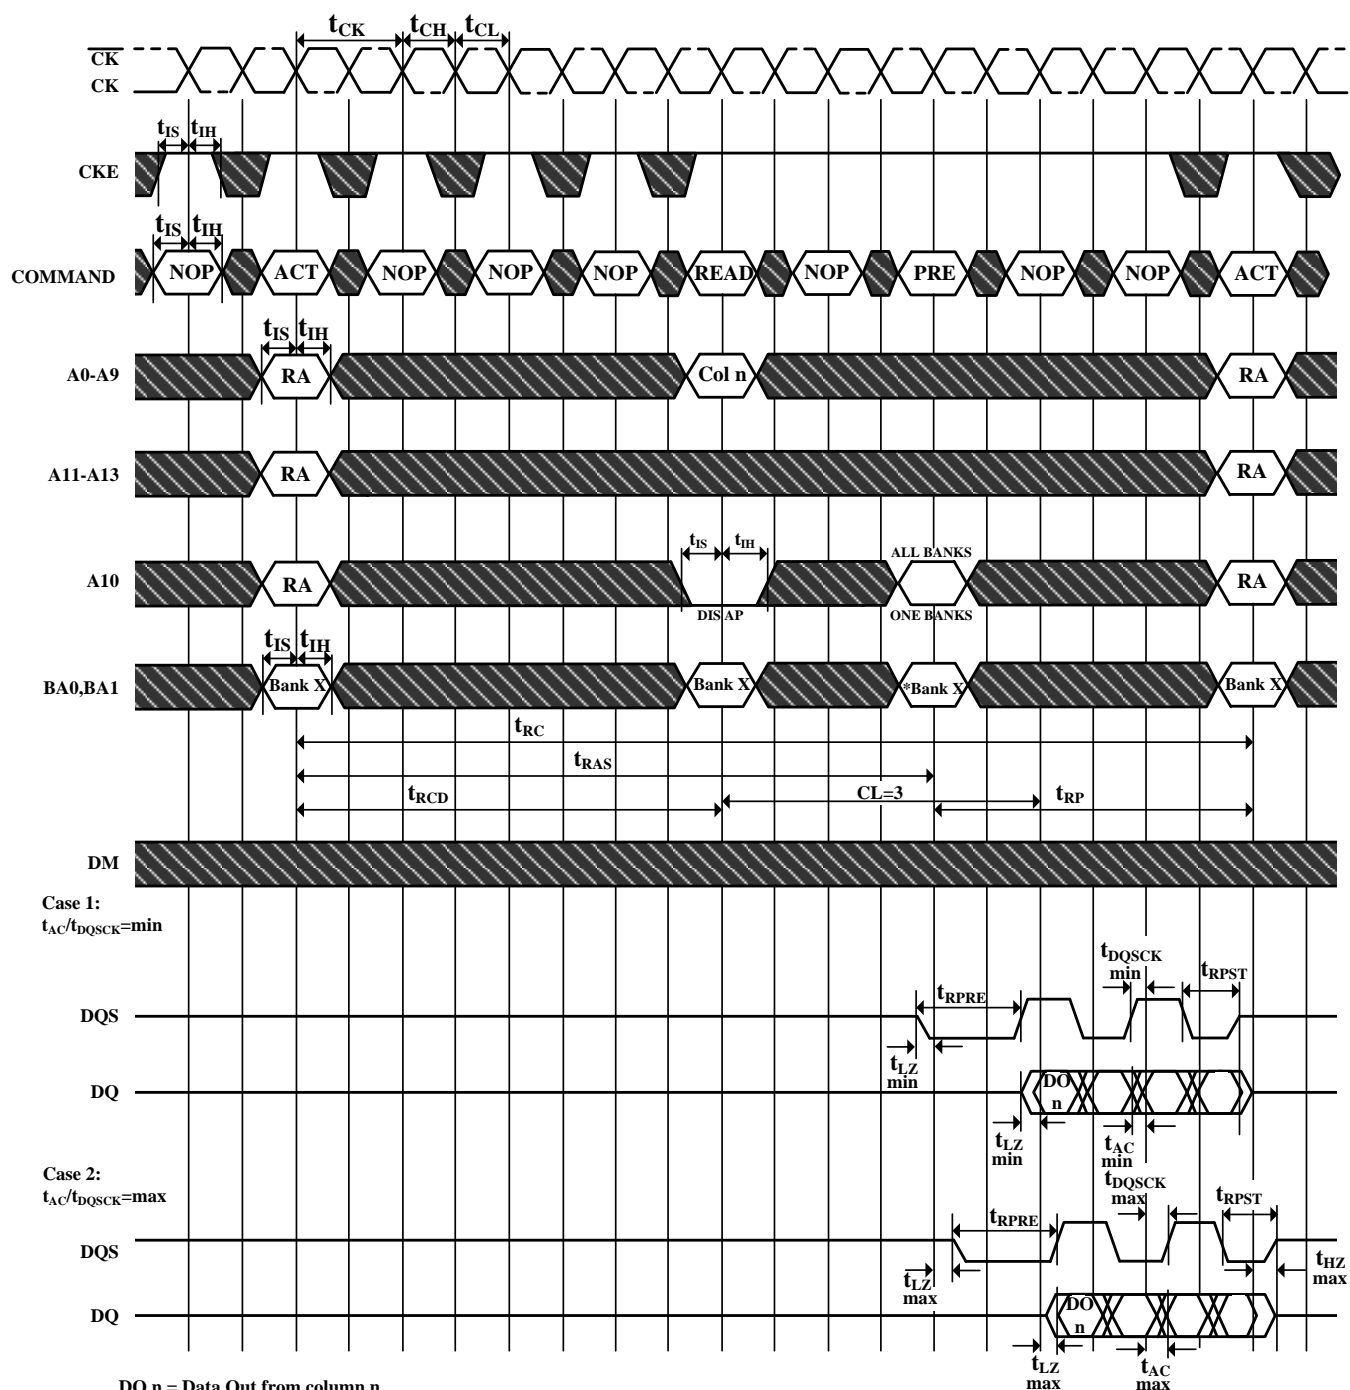 tCK tCH tCL
CK
CK
tIS tIH
CKE
tIS tIH
COMMAND NOP ACT NOP NOP NOP READ NOP PRE NOP NOP ACT
tIS tIH
A0-A9 RA Col n RA
A11-A13 RA RA
tIS tIH ALL BANKS
A10 RA RA
DIS AP ONE BANKS
tIS tIH
BA0,BA1 Bank X Bank X *Bank X Bank X
tRC
tRAS
tRCD CL=3 tRP
DM
Case 1:
tAC/tDQSCK=min
tDQSCK min tRPST
tRPRE
DQS
tLZ min
DQ DO n
tLZ min tAC min
Case 2:
tAC/tDQSCK=max
tDQSCK max tRPST
tRPRE
DQS
tLZ max tHZ max
DQ DO n
tLZ max tAC max
DO n = Data Out from column n